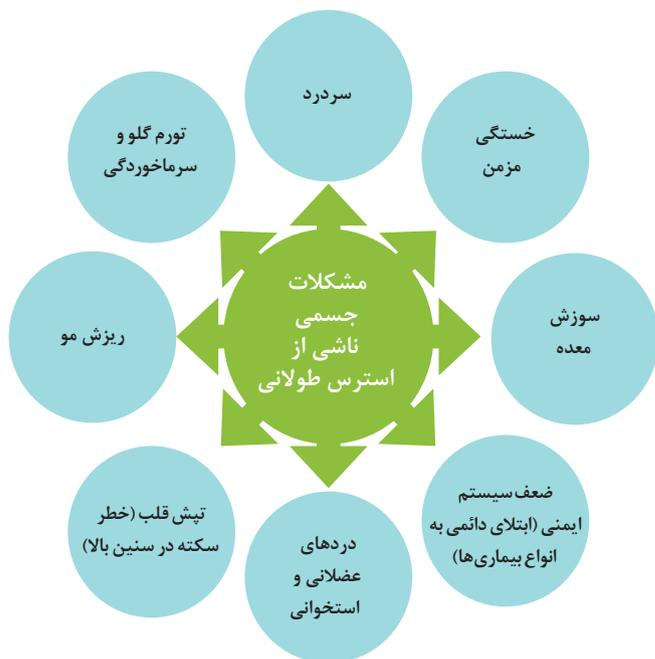 مشکلات
جسمی
ناشی از
استرس طولانی
سردرد
خستگی
مزمن
سوزش
معده
ضعف سیستم
ایمنی (ابتلای دائمی به
انواع بیماری‌ها)
دردهای
عضلانی و
استخوانی
تپش قلب (خطر
سکته در سنین بالا)
ریزش مو
تورم گلو و
سرماخوردگی